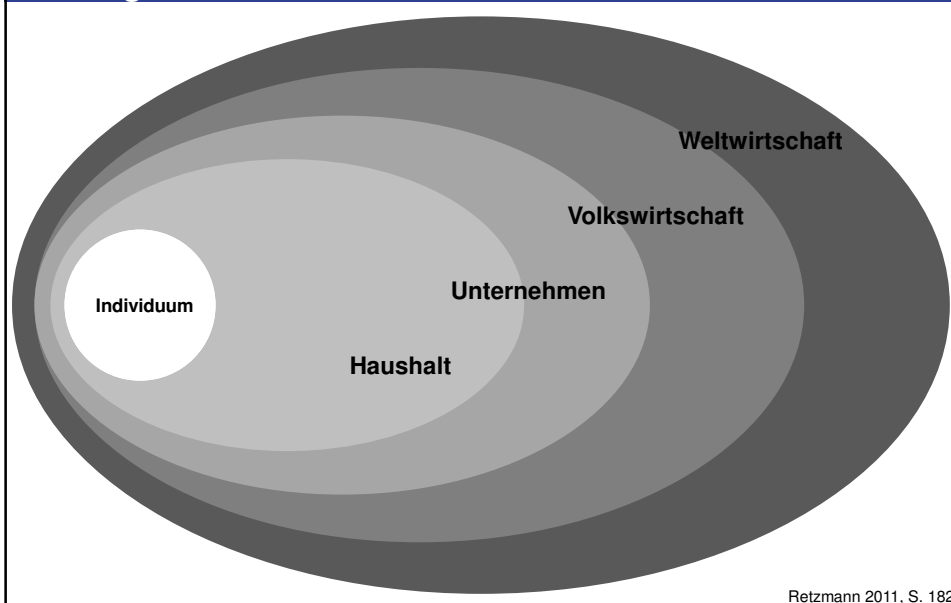 Weltwirtschaft
Volkswirtschaft
Unternehmen
Individuum
Haushalt
Retzmann 2011, S. 182